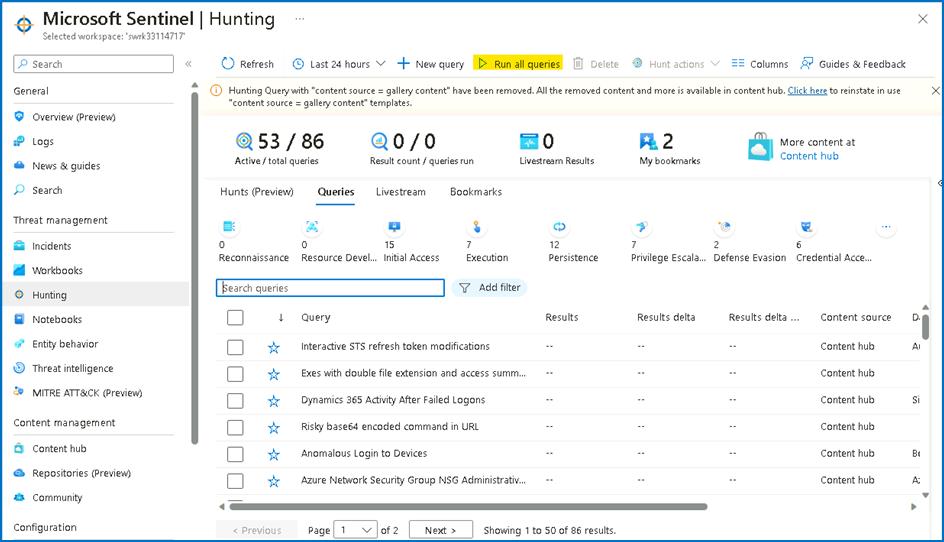 Microsoft Sentinel | Hunting ...
Selected workspace: 'swrk33114717'
Search
General
Overview (Preview)
Logs
News & guides
Search
Threat management
Incidents
Workbooks
Hunting
Notebooks
Entity behavior
Threat intelligence
MITRE ATT&CK (Preview)
Content management
Content hub
Repositories (Preview)
Community
Configuration
Refresh Last 24 hours New query Run all queries Delete Hunt actions Columns Guides & Feedback
Hunting Query with "content source = gallery content" have been removed. All the removed content and more is available in content hub. Click here to reinstate in use
"content source = gallery content" templates.
53 / 86
Active / total queries
0 / 0
Result count / queries run
0
Livestream Results
2
My bookmarks
More content at
Content hub
Hunts (Preview) Queries Livestream Bookmarks
0
Reconnaissance
0
Resource Devel...
15
Initial Access
7
Execution
12
Persistence
7
Privilege Escala...
2
Defense Evasion
6
Credential Acce...
...
Search queries Add filter
↓ Query Results Results delta Results delta ... Content source
Interactive STS refresh token modifications -- -- -- Content hub Au
Exes with double file extension and access summ... -- -- -- Content hub
Dynamics 365 Activity After Failed Logons -- -- -- Content hub Si
Risky base64 encoded command in URL -- -- -- Content hub
Anomalous Login to Devices -- -- -- Content hub Be
Azure Network Security Group NSG Administrativ... -- -- -- Content hub Az
< Previous Page 1 of 2 Next > Showing 1 to 50 of 86 results.